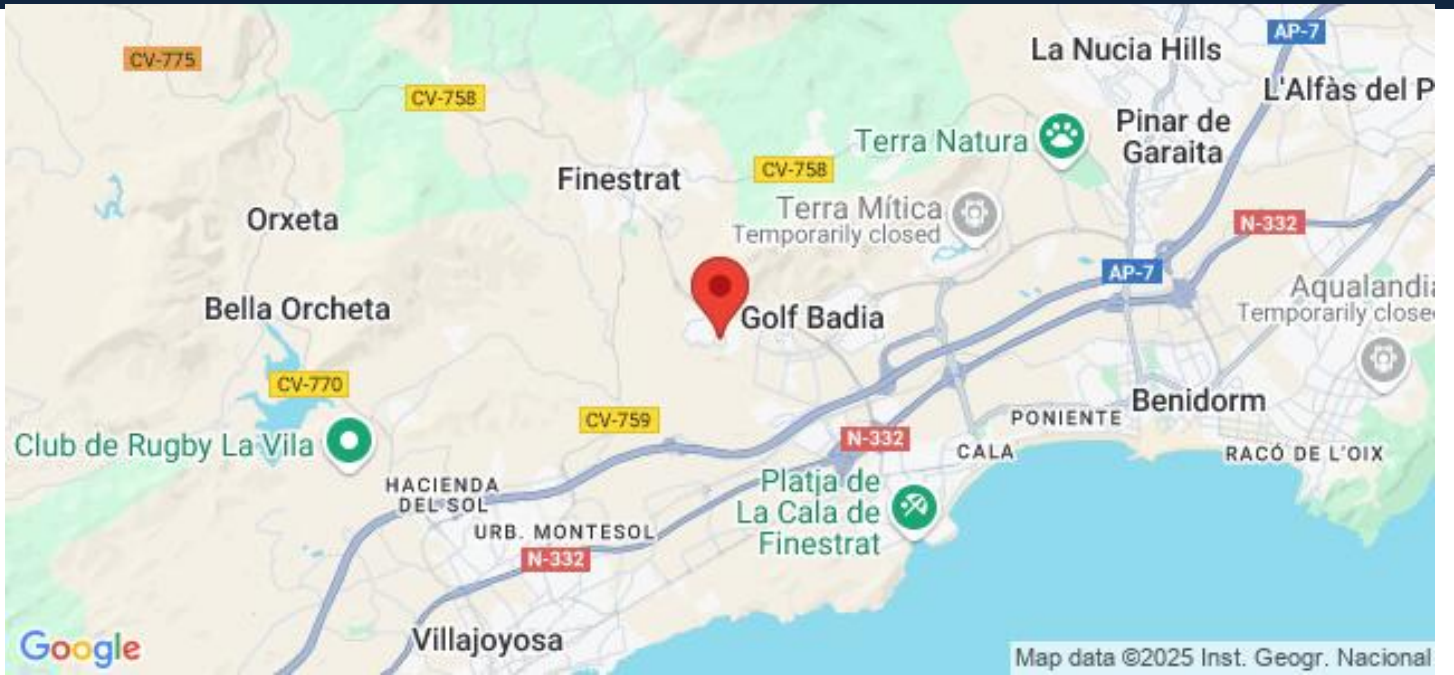 La Nucia Hills
AP-7
CV-775
L'Alfàs del P
CV-758
Pinar de
Garaita
Terra Natura
Finestrat
CV-758
Orxeta
Terra Mítica
Temporarily closed
N-332
AP-7
Bella Orcheta
Golf Badia
Aqualandia
Temporarily close
CV-770
Benidorm
CV-759
PONIENTE
N-332
CALA
RACÓ DE L'OIX
Club de Rugby La Vila
HACIENDA
DEL SOL
Platja de
La Cala de
Finestrat
URB. MONTESOL
N-332
Villajoyosa
Google
Map data ©2025 Inst. Geogr. Nacional